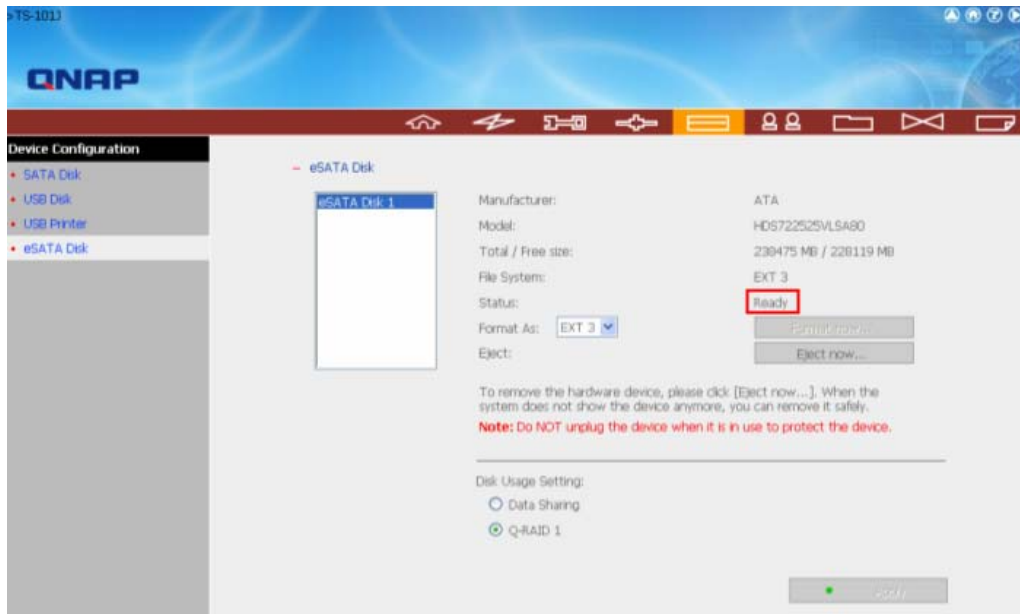 TS-101J
QNAP
Device Configuration
SATA Disk
USB Disk
USB Printer
eSATA Disk
eSATA Disk
eSATA Disk 1
Manufacturer: ATA
Model: HDS722525VLSA80
Total / Free size: 238475 MB / 228119 MB
File System: EXT 3
Status: Ready
Format As: EXT 3 Format now...
Eject: Eject now...
To remove the hardware device, please click [Eject now...]. When the
system does not show the device anymore, you can remove it safely.
Note: Do NOT unplug the device when it is in use to protect the device.
Disk Usage Setting:
Data Sharing
Q-RAID 1
Apply